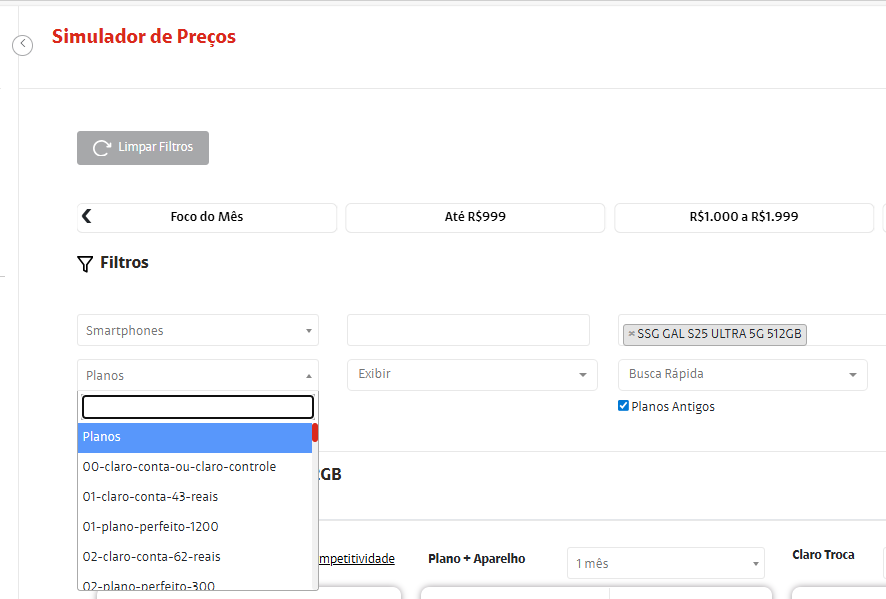 Simulador de Preços
Limpar Filtros
Foco do Mês
Até R$999
R$1.000 a R$1.999
Filtros
Smartphones
× SSG GAL S25 ULTRA 5G 512GB
Planos
Exibir
Busca Rápida
Planos Antigos
Planos
00-claro-conta-ou-claro-controle
01-claro-conta-43-reais
01-plano-perfeito-1200
02-claro-conta-62-reais
02-plano-perfeito-300
GB
mpetitividade
Plano + Aparelho
1 mês
Claro Troca